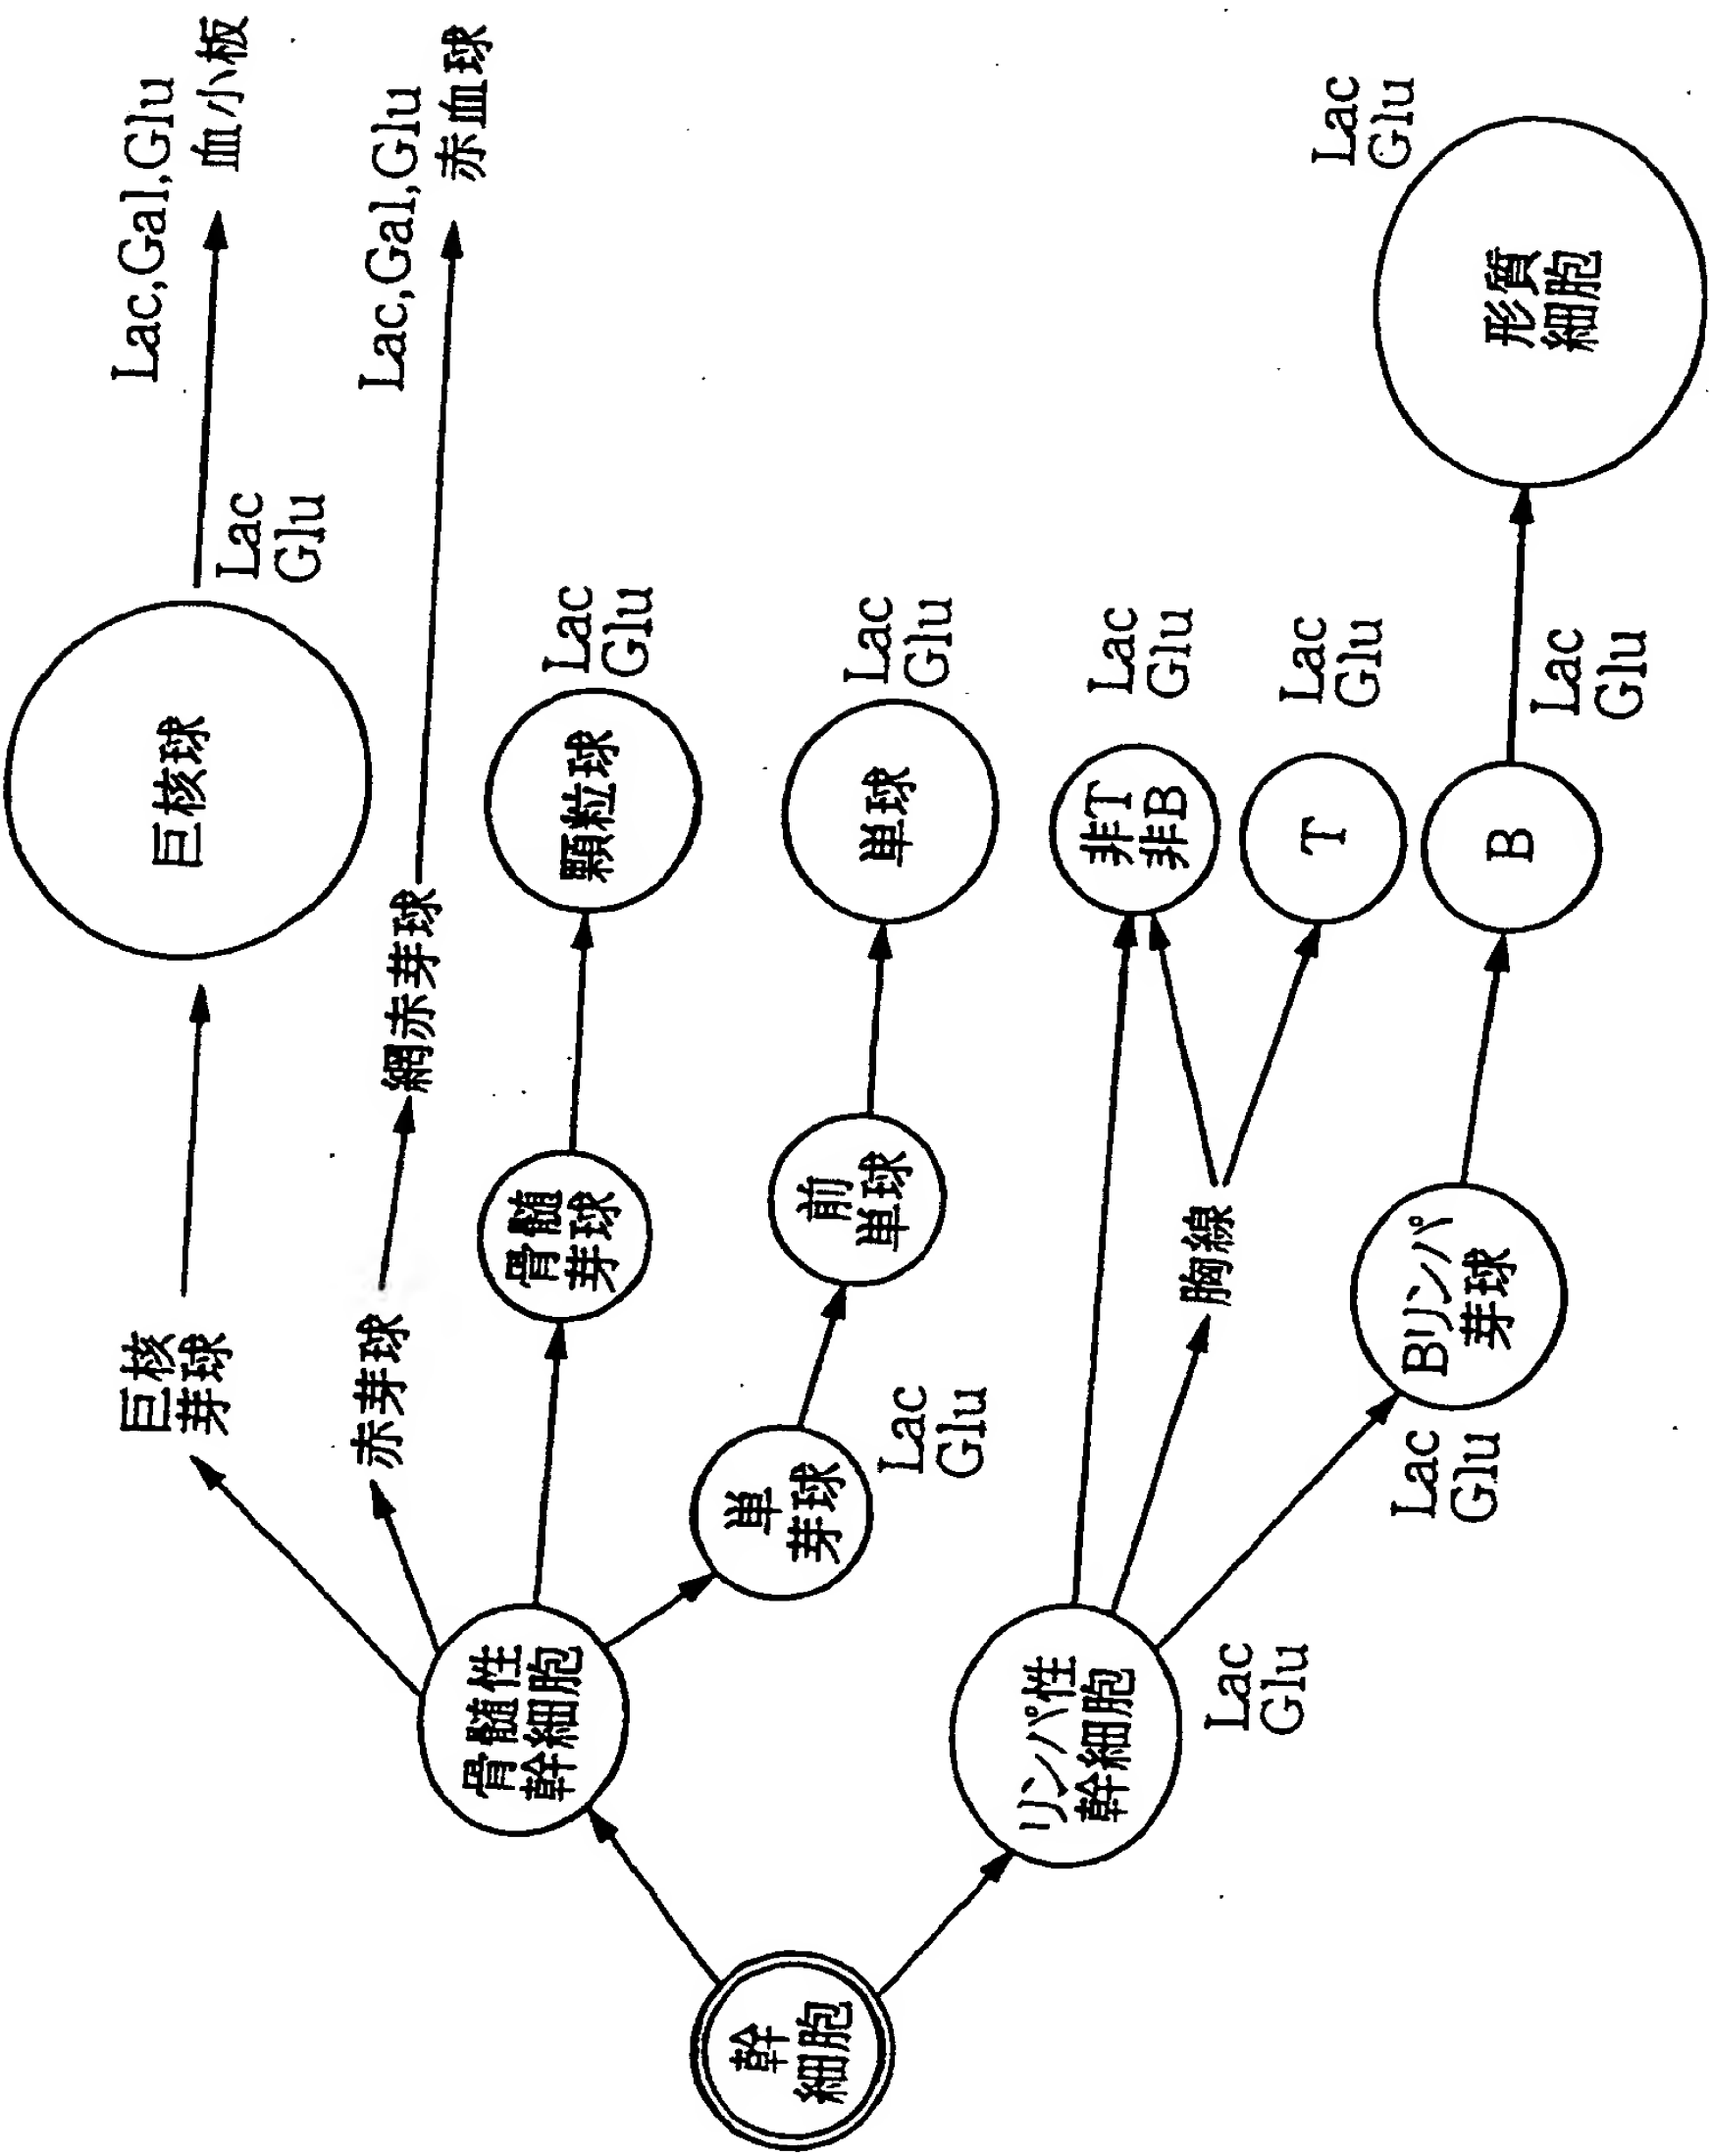 幹
細胞
骨髄性
幹細胞
巨核
芽球
巨核球
Lac
Glu
Lac,Gal,Glu
血小板
赤芽球
網赤芽球
Lac,Gal,Glu
赤血球
骨髄
芽球
顆粒球
Lac
Glu
単
芽球
Lac
Glu
前
単球
単球
Lac
Glu
リンパ性
幹細胞
Lac
Glu
非T
非B
Lac
Glu
胸線
T
Lac
Glu
Bリンパ
芽球
Lac
Glu
B
Lac
Glu
形質
細胞
Lac
Glu